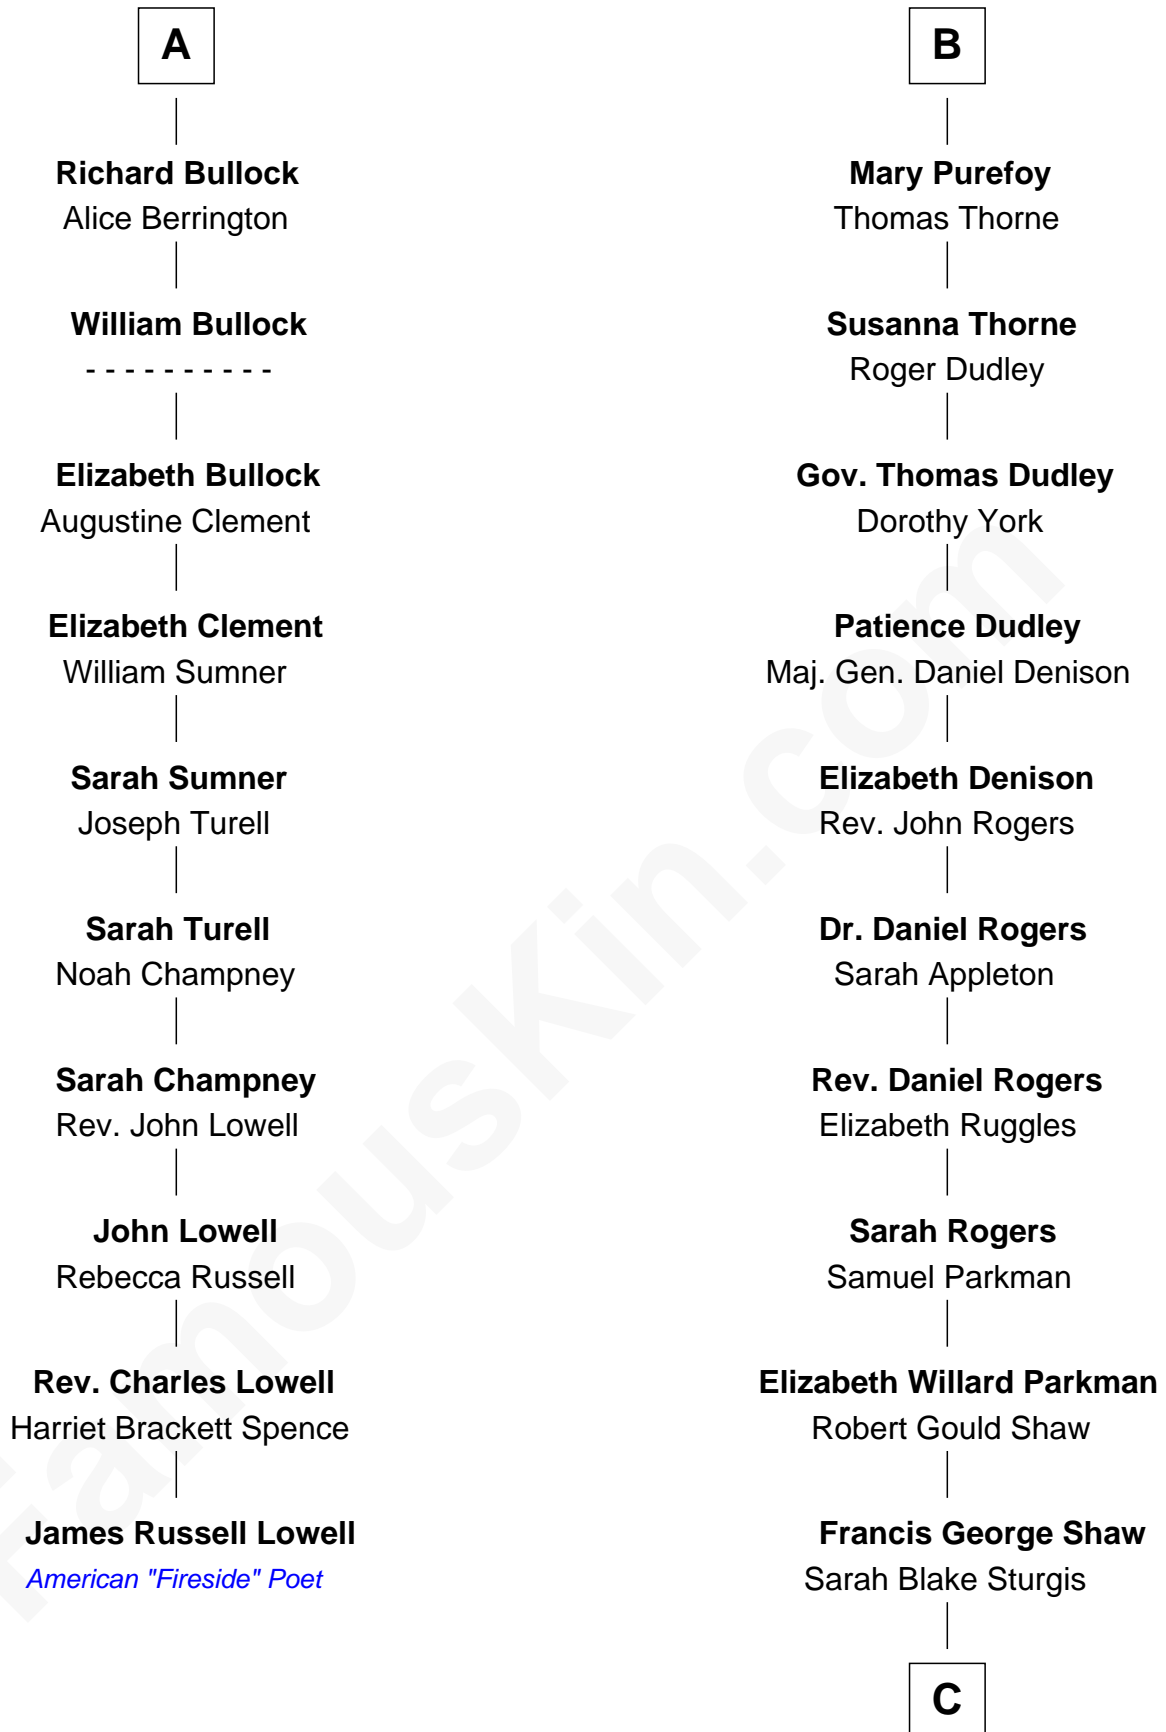 A
Richard Bullock
Alice Berrington
William Bullock
- - - - - - - - - -
Elizabeth Bullock
Augustine Clement
Elizabeth Clement
William Sumner
Sarah Sumner
Joseph Turell
Sarah Turell
Noah Champney
Sarah Champney
Rev. John Lowell
John Lowell
Rebecca Russell
Rev. Charles Lowell
Harriet Brackett Spence
James Russell Lowell
American "Fireside" Poet
B
Mary Purefoy
Thomas Thorne
Susanna Thorne
Roger Dudley
Gov. Thomas Dudley
Dorothy York
Patience Dudley
Maj. Gen. Daniel Denison
Elizabeth Denison
Rev. John Rogers
Dr. Daniel Rogers
Sarah Appleton
Rev. Daniel Rogers
Elizabeth Ruggles
Sarah Rogers
Samuel Parkman
Elizabeth Willard Parkman
Robert Gould Shaw
Francis George Shaw
Sarah Blake Sturgis
C
FamousKin.com